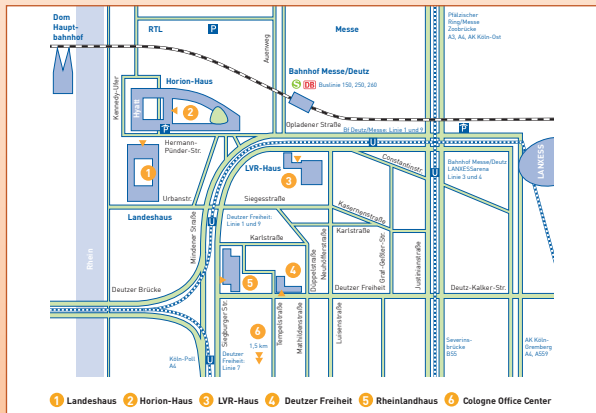 Dom
Haupt-
bahnhof
RTL
P
Auenweg
Messe
Pfälzischer
Ring/Messe
Zoobrücke
A3, A4, AK Köln-Ost
Kennedy-Ufer
Horion-Haus
Hyatt
2
Bahnhof Messe/Deutz
S DB Buslinie 150, 250, 260
Opladener Straße
P
Bf Deutz/Messe: Linie 1 und 9
P
Hermann-
Pünder-Str.
U
Constantinstr.
LANXESS
1
LVR-Haus
3
U
Bahnhof Messe/Deutz
LANXESSarena
Linie 3 und 4
Urbanstr.
Siegesstraße
Landeshaus
Mindener Straße
U
Deutzer Freiheit:
Linie 1 und 9
Kasernenstraße
Karlstraße
Karlstraße
Rhein
Düppelstraße
Neuhöfferstraße
Graf-Geßler-Str.
Justinianstraße
4
5
Deutzer Brücke
Deutzer Freiheit
Deutz-Kalker-Str.
Siegburger Str.
6
1,5 km
Tempelstraße
Mathildenstraße
Luisenstraße
Köln-Poll
A4
U
Deutzer
Freiheit:
Linie 7
Severins-
brücke
B55
AK Köln-
Gremberg
A4, A559
1 Landeshaus 2 Horion-Haus 3 LVR-Haus 4 Deutzer Freiheit 5 Rheinlandhaus 6 Cologne Office Center